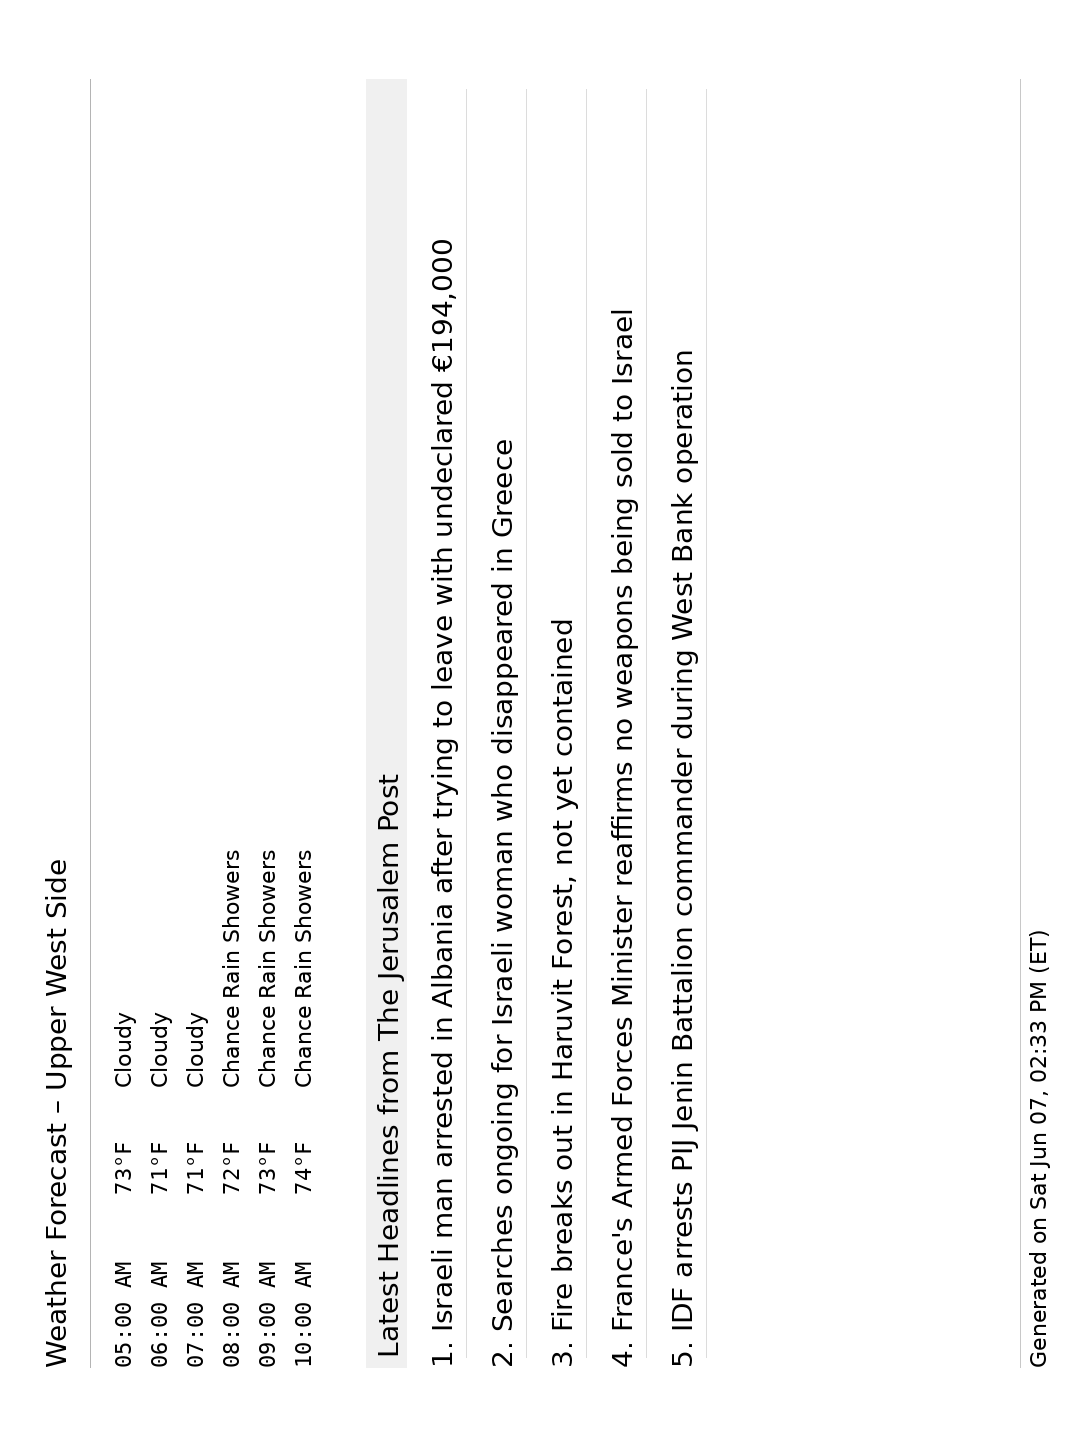 Weather Forecast – Upper West Side
05:00 AM 73°F Cloudy
06:00 AM 71°F Cloudy
07:00 AM 71°F Cloudy
08:00 AM 72°F Chance Rain Showers
09:00 AM 73°F Chance Rain Showers
10:00 AM 74°F Chance Rain Showers
Latest Headlines from The Jerusalem Post
1. Israeli man arrested in Albania after trying to leave with undeclared €194,000
2. Searches ongoing for Israeli woman who disappeared in Greece
3. Fire breaks out in Haruvit Forest, not yet contained
4. France's Armed Forces Minister reaffirms no weapons being sold to Israel
5. IDF arrests PIJ Jenin Battalion commander during West Bank operation
Generated on Sat Jun 07, 02:33 PM (ET)